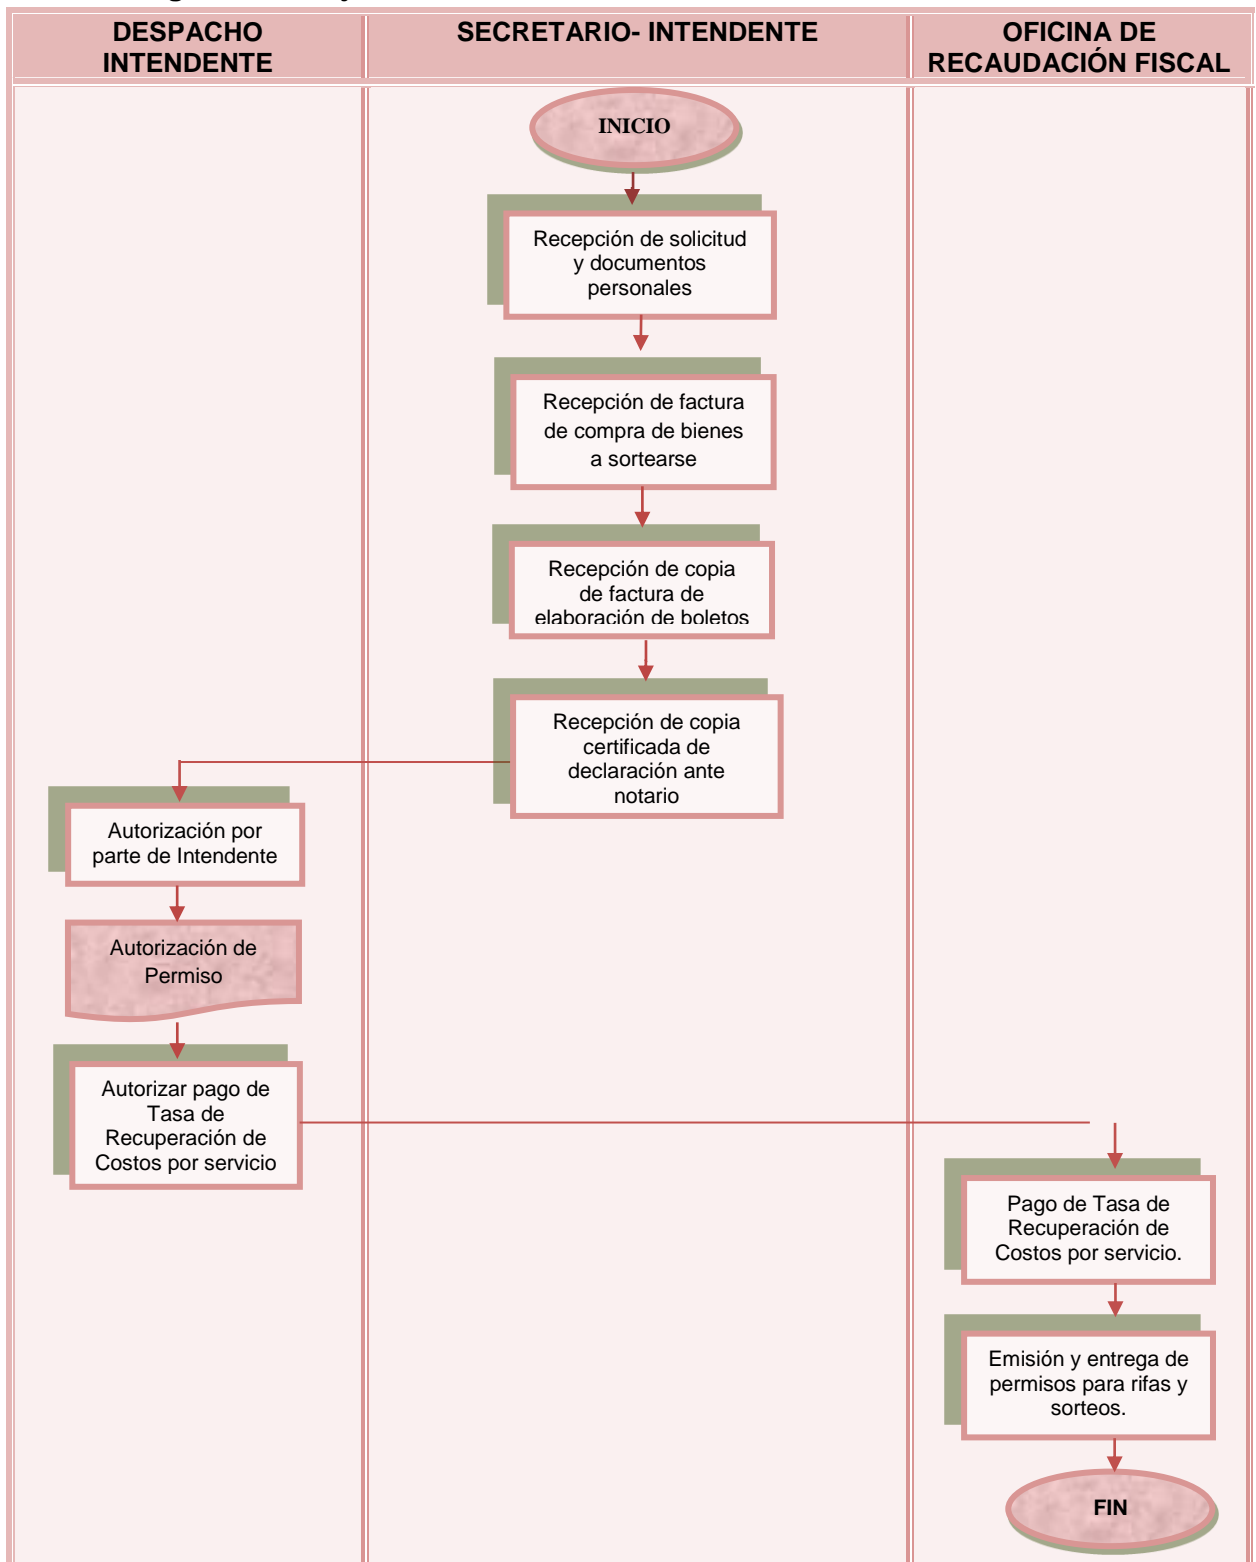 DESPACHO
INTENDENTE
SECRETARIO- INTENDENTE
OFICINA DE
RECAUDACIÓN FISCAL
INICIO
Recepción de solicitud
y documentos
personales
Recepción de factura
de compra de bienes
a sortearse
Recepción de copia
de factura de
elaboración de boletos
Recepción de copia
certificada de
declaración ante
notario
Autorización por
parte de Intendente
Autorización de
Permiso
Autorizar pago de
Tasa de
Recuperación de
Costos por servicio
Pago de Tasa de
Recuperación de
Costos por servicio.
Emisión y entrega de
permisos para rifas y
sorteos.
FIN